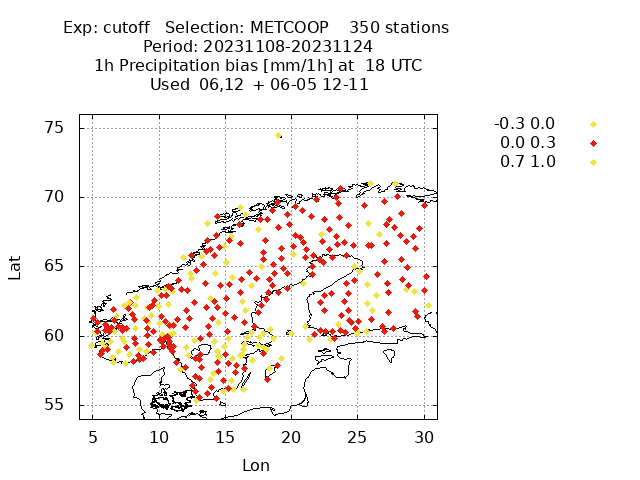 Exp: cutoff   Selection: METCOOP    350 stations
Period: 20231108-20231124
1h Precipitation bias [mm/1h] at  18 UTC
Used  06,12  + 06-05 12-11
-0.3 0.0
0.0 0.3
0.7 1.0
75
70
65
60
55
Lat
5 10 15 20 25 30
Lon